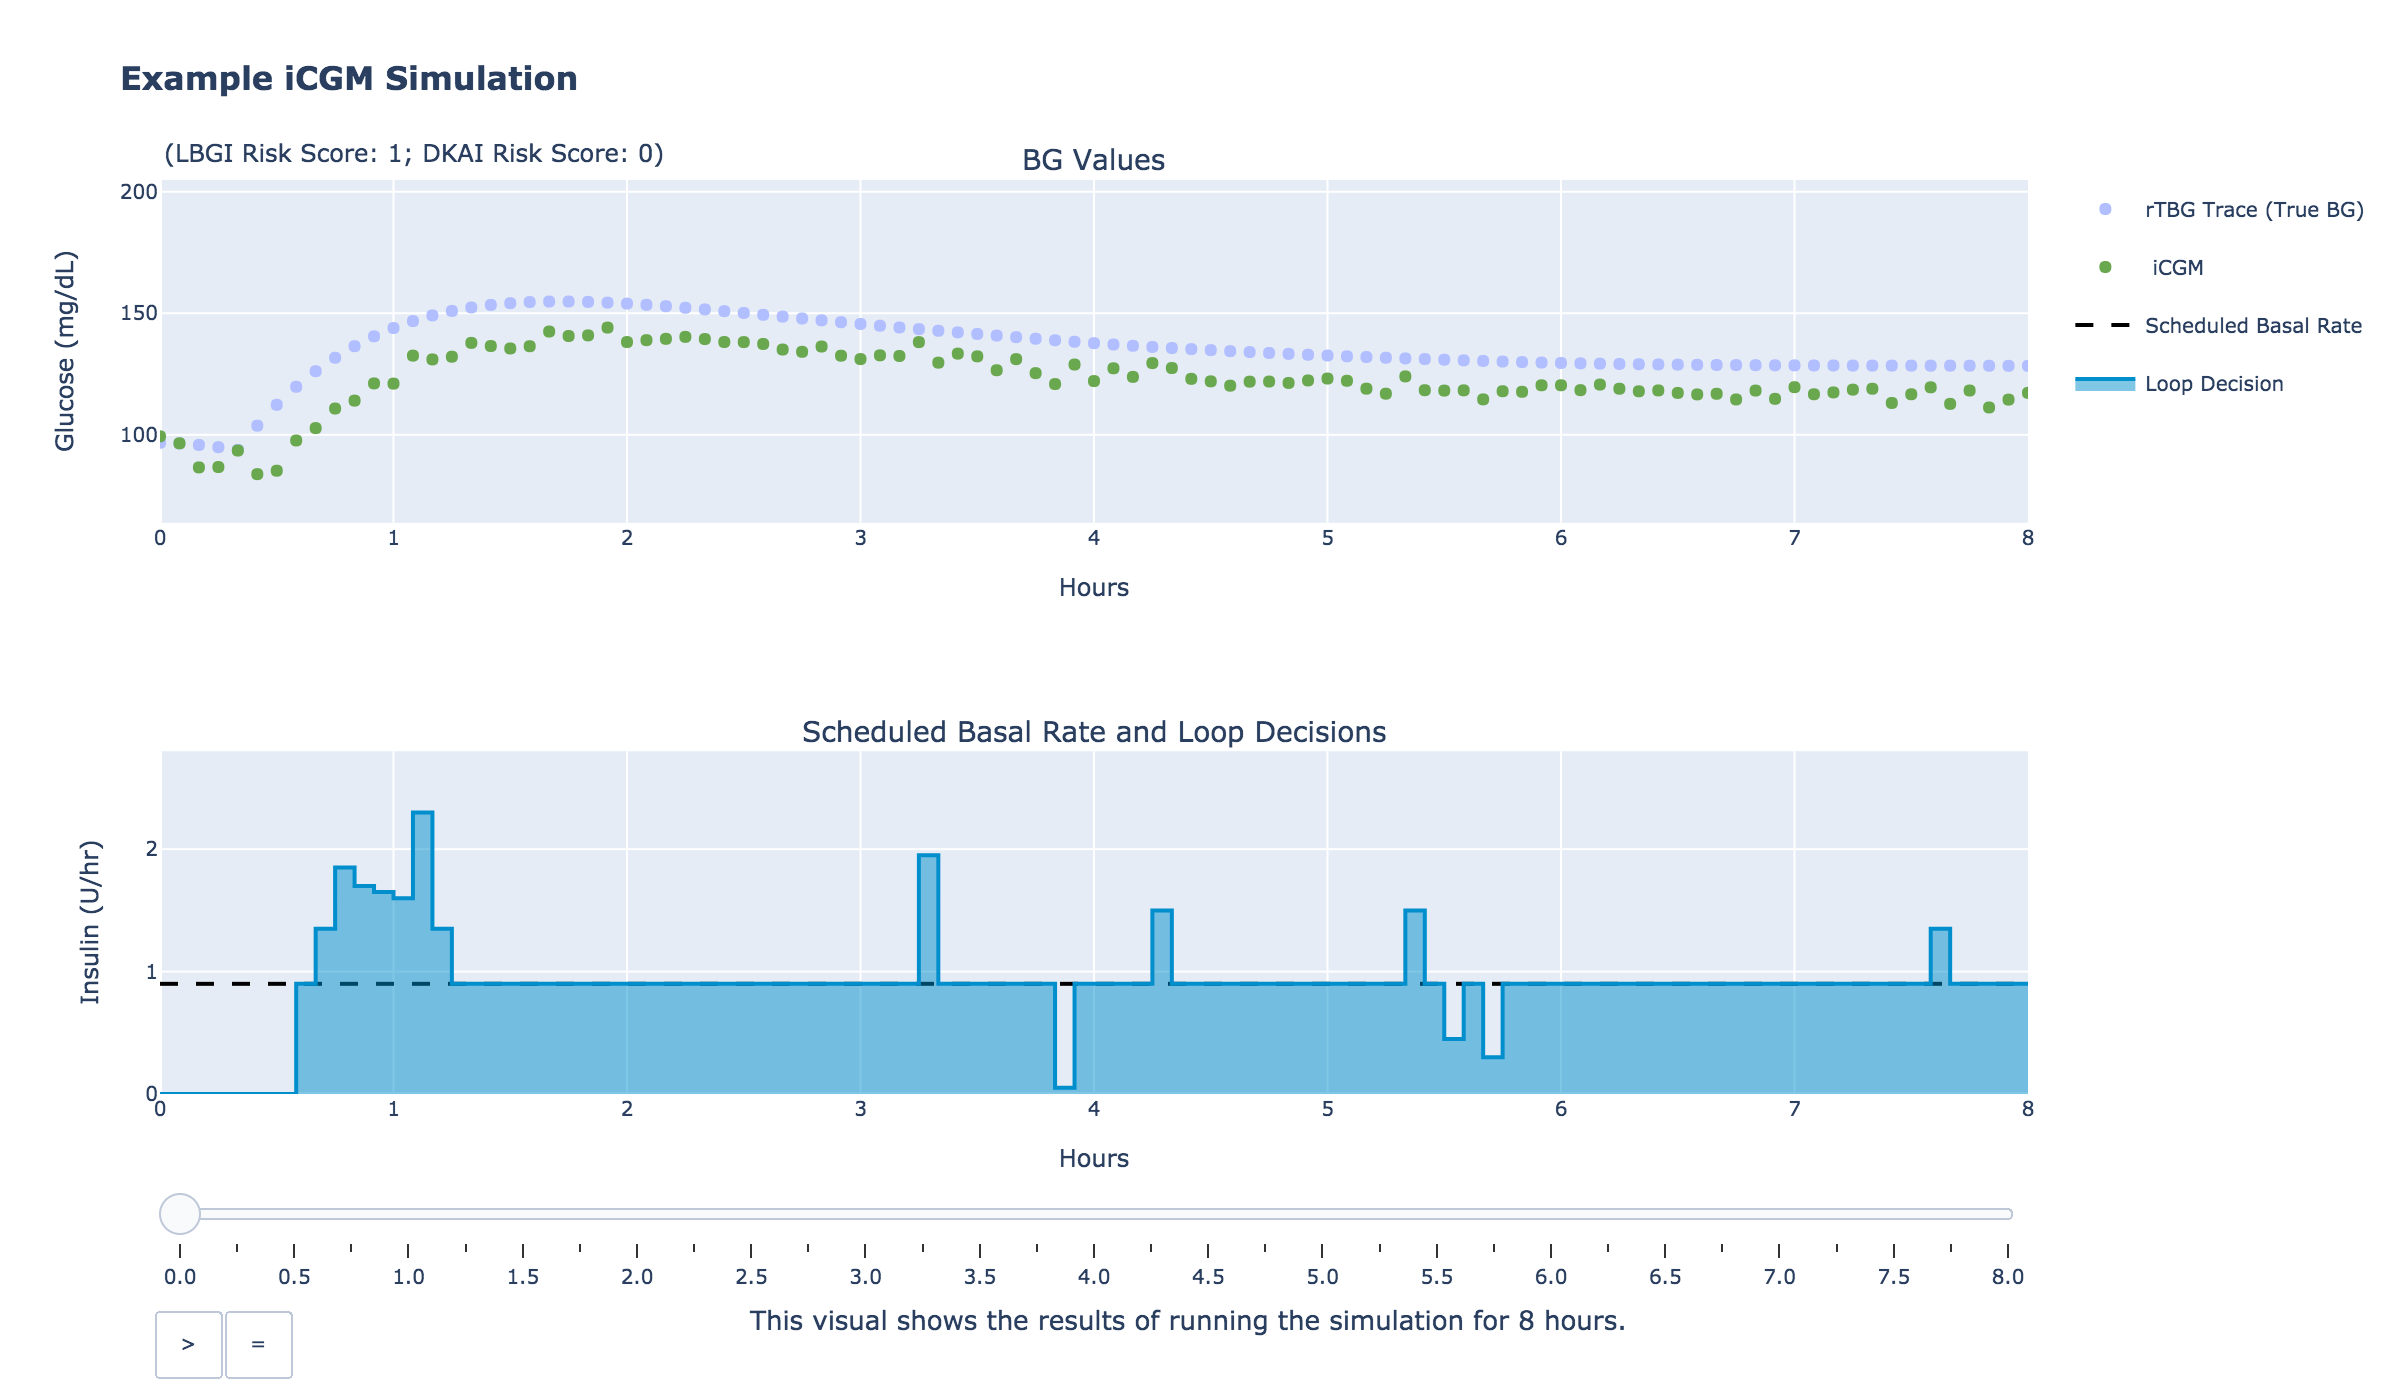 Example iCGM Simulation
(LBGI Risk Score: 1; DKAI Risk Score: 0)
BG Values
200
150
100
Glucose (mg/dL)
0 1 2 3 4 5 6 7 8
Hours
rTBG Trace (True BG)
iCGM
Scheduled Basal Rate
Loop Decision
Scheduled Basal Rate and Loop Decisions
2
1
0
Insulin (U/hr)
0 1 2 3 4 5 6 7 8
Hours
0.0 0.5 1.0 1.5 2.0 2.5 3.0 3.5 4.0 4.5 5.0 5.5 6.0 6.5 7.0 7.5 8.0
This visual shows the results of running the simulation for 8 hours.
> =